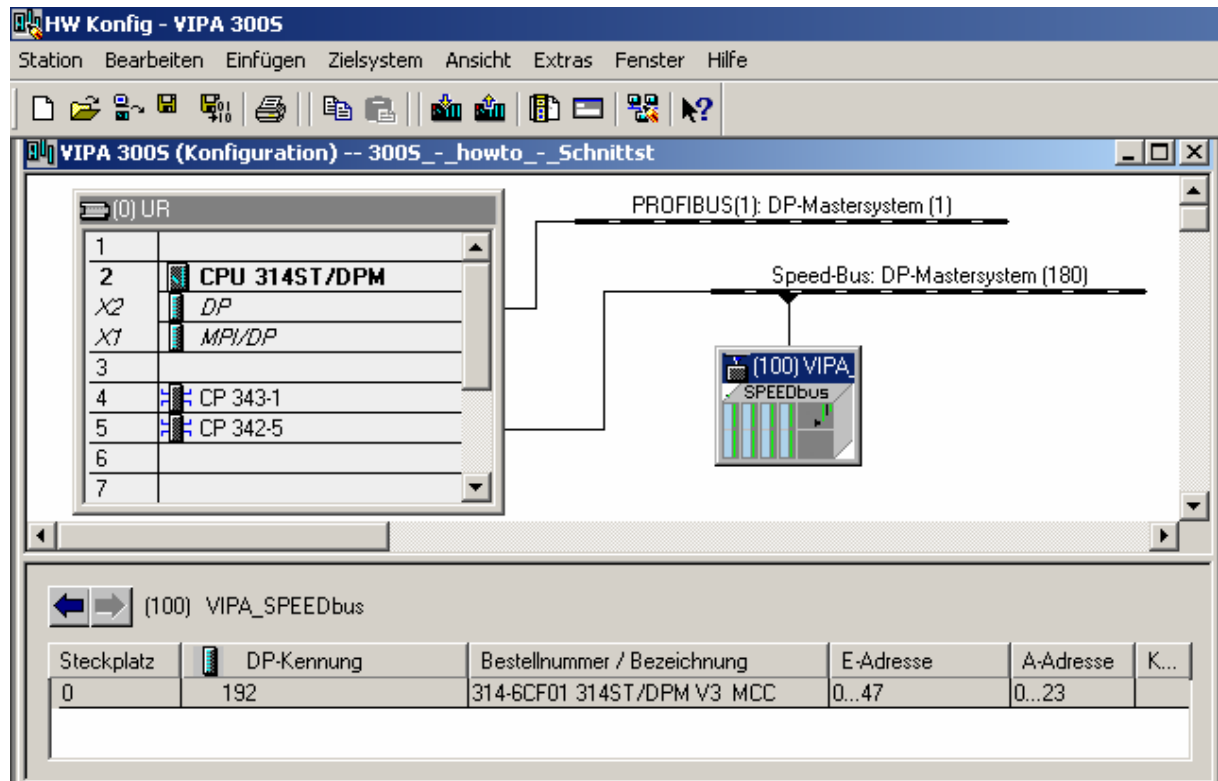 HW Konfig - VIPA 300S
Station Bearbeiten Einfügen Zielsystem Ansicht Extras Fenster Hilfe
VIPA 300S (Konfiguration) -- 300S_-_howto_-_Schnittst
(0) UR
1
2 CPU 314ST/DPM
X2 DP
X1 MPI/DP
3
4 CP 343-1
5 CP 342-5
6
7
PROFIBUS(1): DP-Mastersystem (1)
Speed-Bus: DP-Mastersystem (180)
(100) VIPA_
SPEEDbus
(100) VIPA_SPEEDbus
Steckplatz DP-Kennung Bestellnummer / Bezeichnung E-Adresse A-Adresse K...
0 192 314-6CF01 314ST/DPM V3 MCC 0...47 0...23